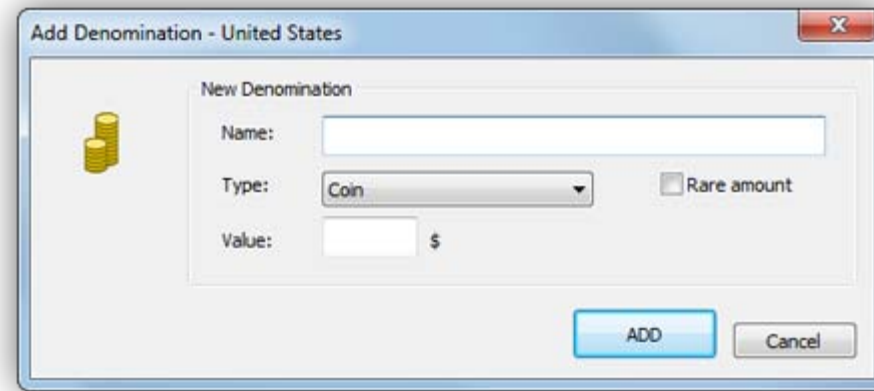 Add Denomination - United States
New Denomination
Name:
Type: Coin Rare amount
Value: $
ADD Cancel